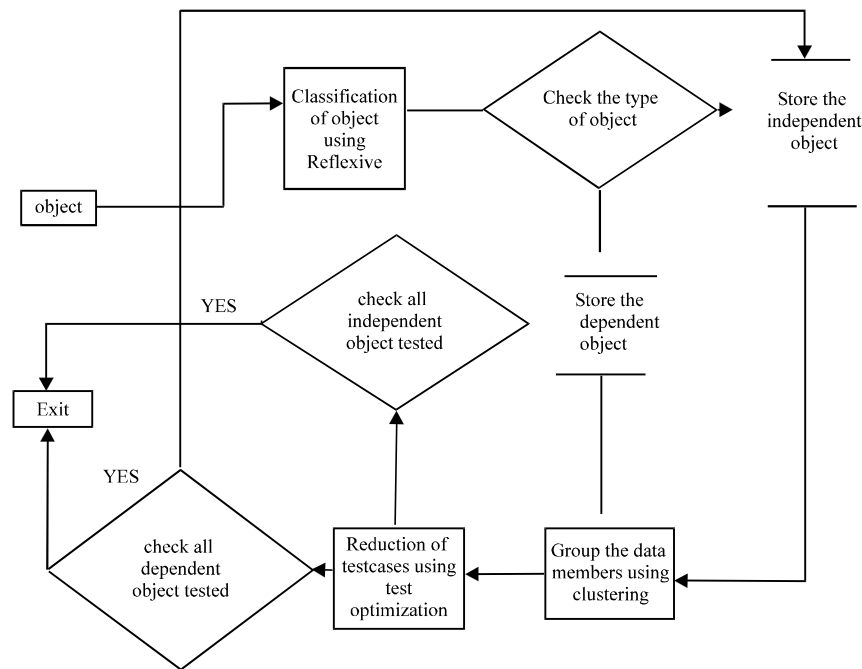 Classification
of object
using
Reflexive
Check the type
of object
Store the
independent
object
object
YES
check all
independent
object tested
Store the
dependent
object
Exit
YES
check all
dependent
object tested
Reduction of
testcases using
test
optimization
Group the data
members using
clustering